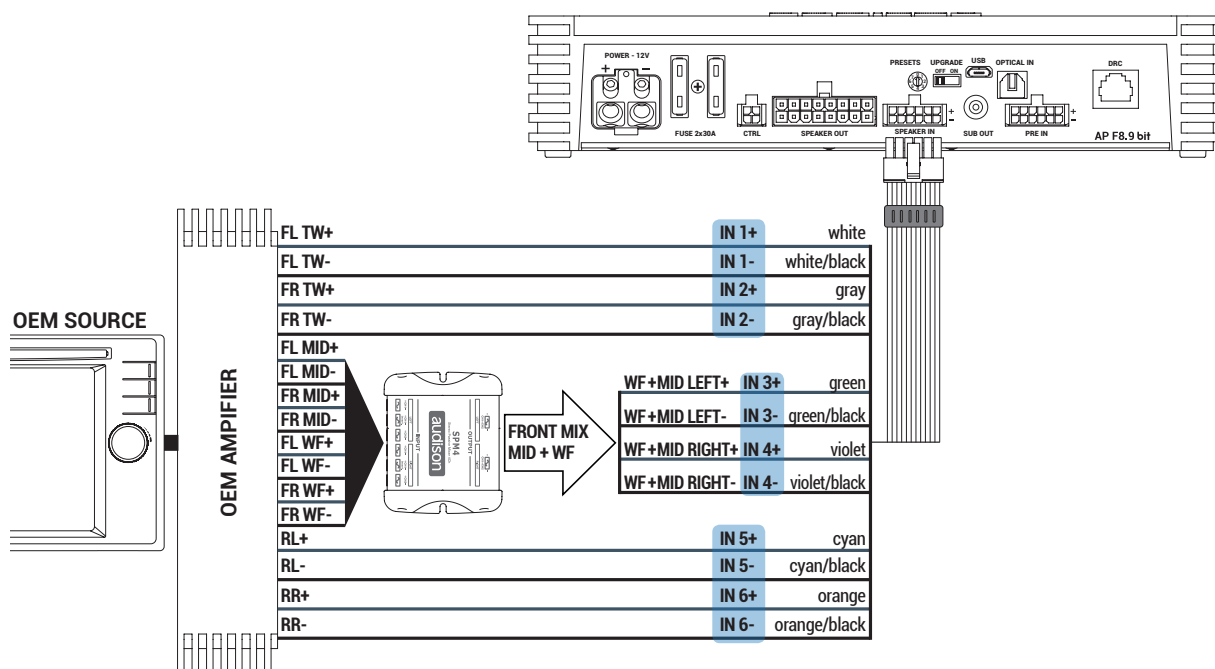 POWER - 12V
+ -
FUSE 2x30A
CTRL
SPEAKER OUT
PRESETS
UPGRADE
OFF ON
USB
OPTICAL IN
SPEAKER IN
+
-
SUB OUT
PRE IN
+
-
DRC
AP F8.9 bit
OEM SOURCE
OEM AMPIFIER
FL TW+ IN 1+ white
FL TW- IN 1- white/black
FR TW+ IN 2+ gray
FR TW- IN 2- gray/black
FL MID+
FL MID-
FR MID+
FR MID-
FL WF+
FL WF-
FR WF+
FR WF-
audison
SPM4
INPUT
OUTPUT
FRONT MIX
MID + WF
WF+MID LEFT+ IN 3+ green
WF+MID LEFT- IN 3- green/black
WF+MID RIGHT+ IN 4+ violet
WF+MID RIGHT- IN 4- violet/black
RL+ IN 5+ cyan
RL- IN 5- cyan/black
RR+ IN 6+ orange
RR- IN 6- orange/black